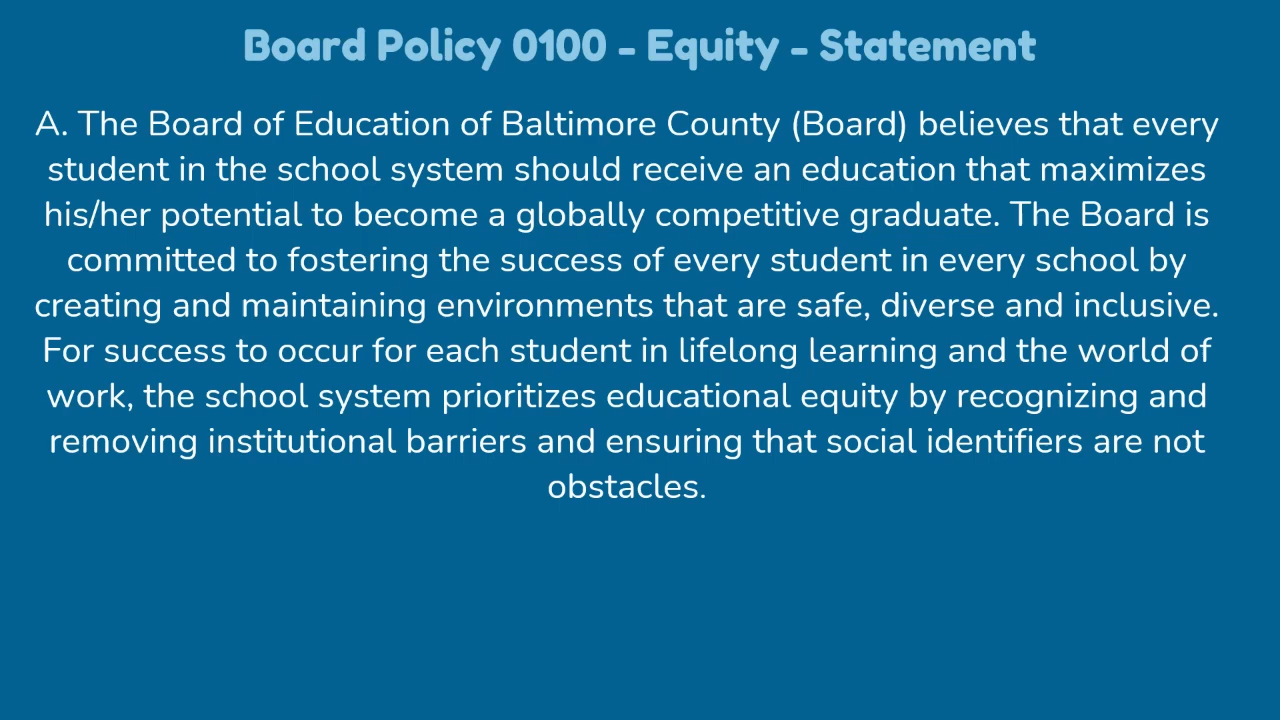 Board Policy 0100 - Equity - Statement
A. The Board of Education of Baltimore County (Board) believes that every
student in the school system should receive an education that maximizes
his/her potential to become a globally competitive graduate. The Board is
committed to fostering the success of every student in every school by
creating and maintaining environments that are safe, diverse and inclusive.
For success to occur for each student in lifelong learning and the world of
work, the school system prioritizes educational equity by recognizing and
removing institutional barriers and ensuring that social identifiers are not
obstacles.